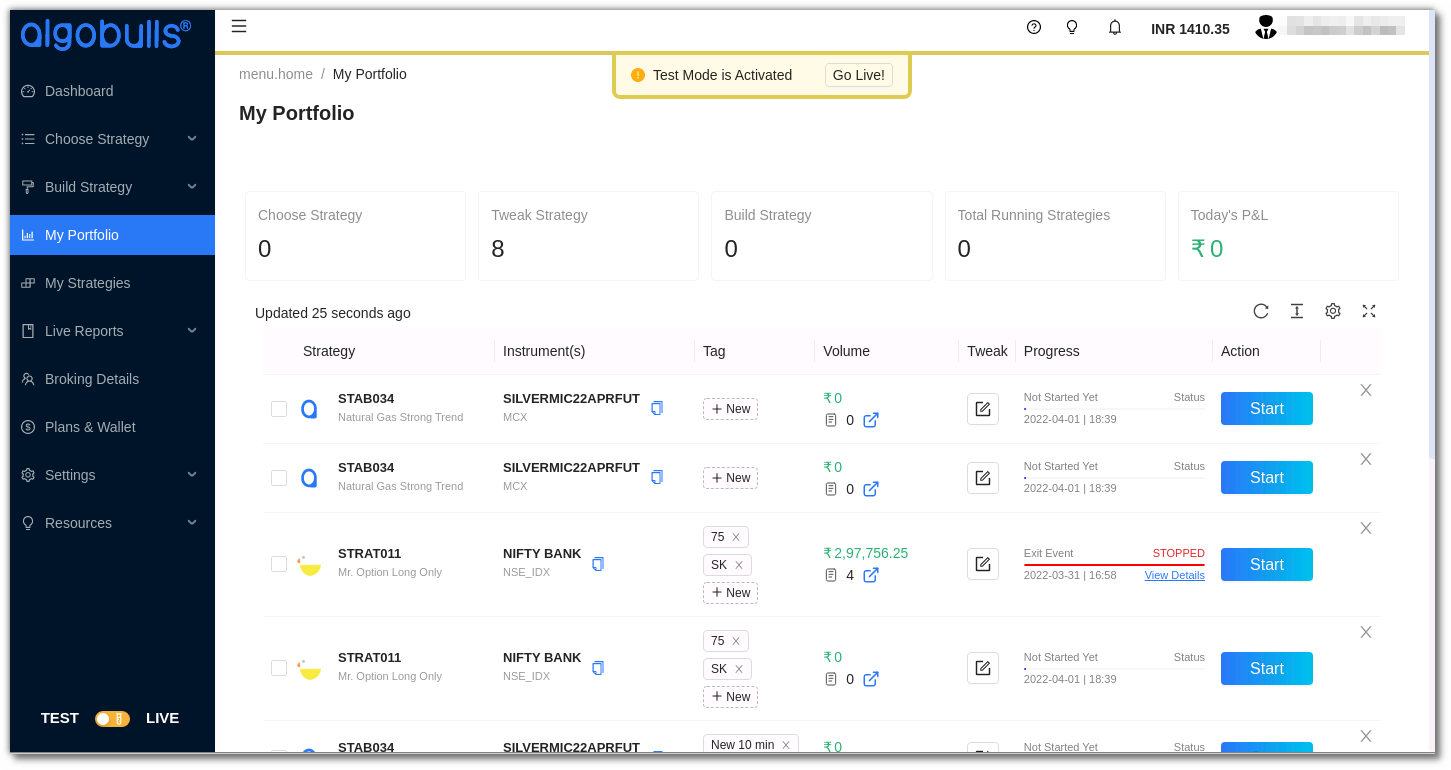 algobulls®
INR 1410.35
Dashboard
Choose Strategy
Build Strategy
My Portfolio
My Strategies
Live Reports
Broking Details
Plans & Wallet
Settings
Resources
TEST LIVE
menu.home / My Portfolio
Test Mode is Activated Go Live!
My Portfolio
Choose Strategy
0
Tweak Strategy
8
Build Strategy
0
Total Running Strategies
0
Today's P&L
₹ 0
Updated 25 seconds ago
Strategy Instrument(s) Tag Volume Tweak Progress Action
STAB034
Natural Gas Strong Trend
SILVERMIC22APRFUT
MCX
+ New
₹ 0
0
Not Started Yet Status
2022-04-01 | 18:39
Start
STAB034
Natural Gas Strong Trend
SILVERMIC22APRFUT
MCX
+ New
₹ 0
0
Not Started Yet Status
2022-04-01 | 18:39
Start
STRAT011
Mr. Option Long Only
NIFTY BANK
NSE_IDX
75
SK
+ New
₹ 2,97,756.25
4
Exit Event STOPPED
2022-03-31 | 16:58 View Details
Start
STRAT011
Mr. Option Long Only
NIFTY BANK
NSE_IDX
75
SK
+ New
₹ 0
0
Not Started Yet Status
2022-04-01 | 18:39
Start
STAB034
SILVERMIC22APRFUT
New 10 min
₹ 0
Not Started Yet Status